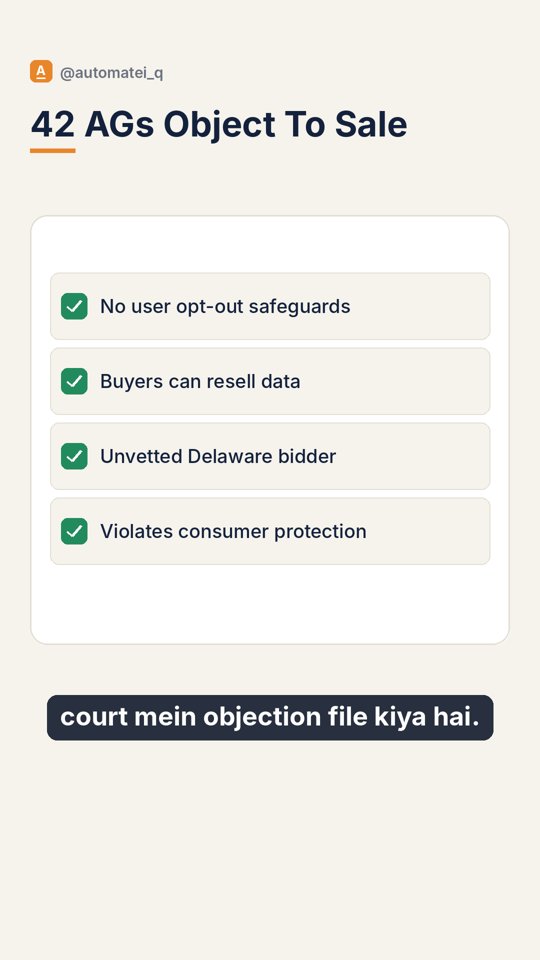 A
@automatei_q
42 AGs Object To Sale
No user opt-out safeguards
Buyers can resell data
Unvetted Delaware bidder
Violates consumer protection
court mein objection file kiya hai.